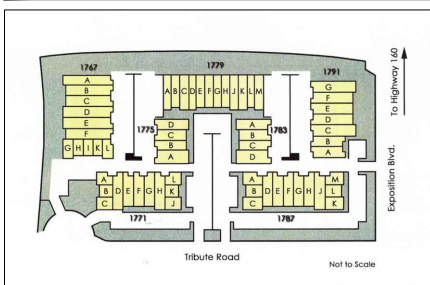 1779
1767
1791
To Highway 160
A B C D E F G H J K L M
A
B
C
D
E
F
G H I K L
G
F
E
D
C
B
A
1775
D
C
B
A
A
B
C
D
1783
Exposition Blvd.
A
B
C
D E F G H
L
K
J
A
B
C
D E F G H J
M
L
K
1771
1787
Tribute Road
Not to Scale